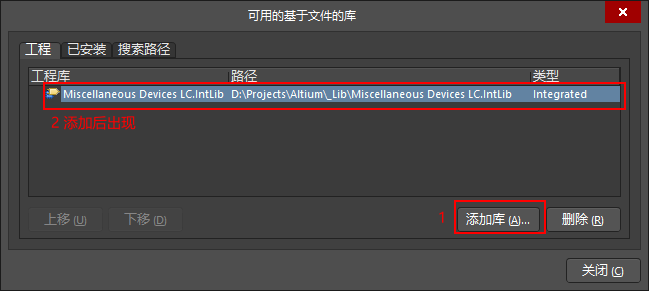 可用的基于文件的库
工程 已安装 搜索路径
工程库 路径 类型
Miscellaneous Devices LC.IntLib D:\Projects\Altium\_Lib\Miscellaneous Devices LC.IntLib Integrated
2 添加后出现
上移 (U) 下移 (D) 1 添加库 (A)... 删除 (R)
关闭 (C)